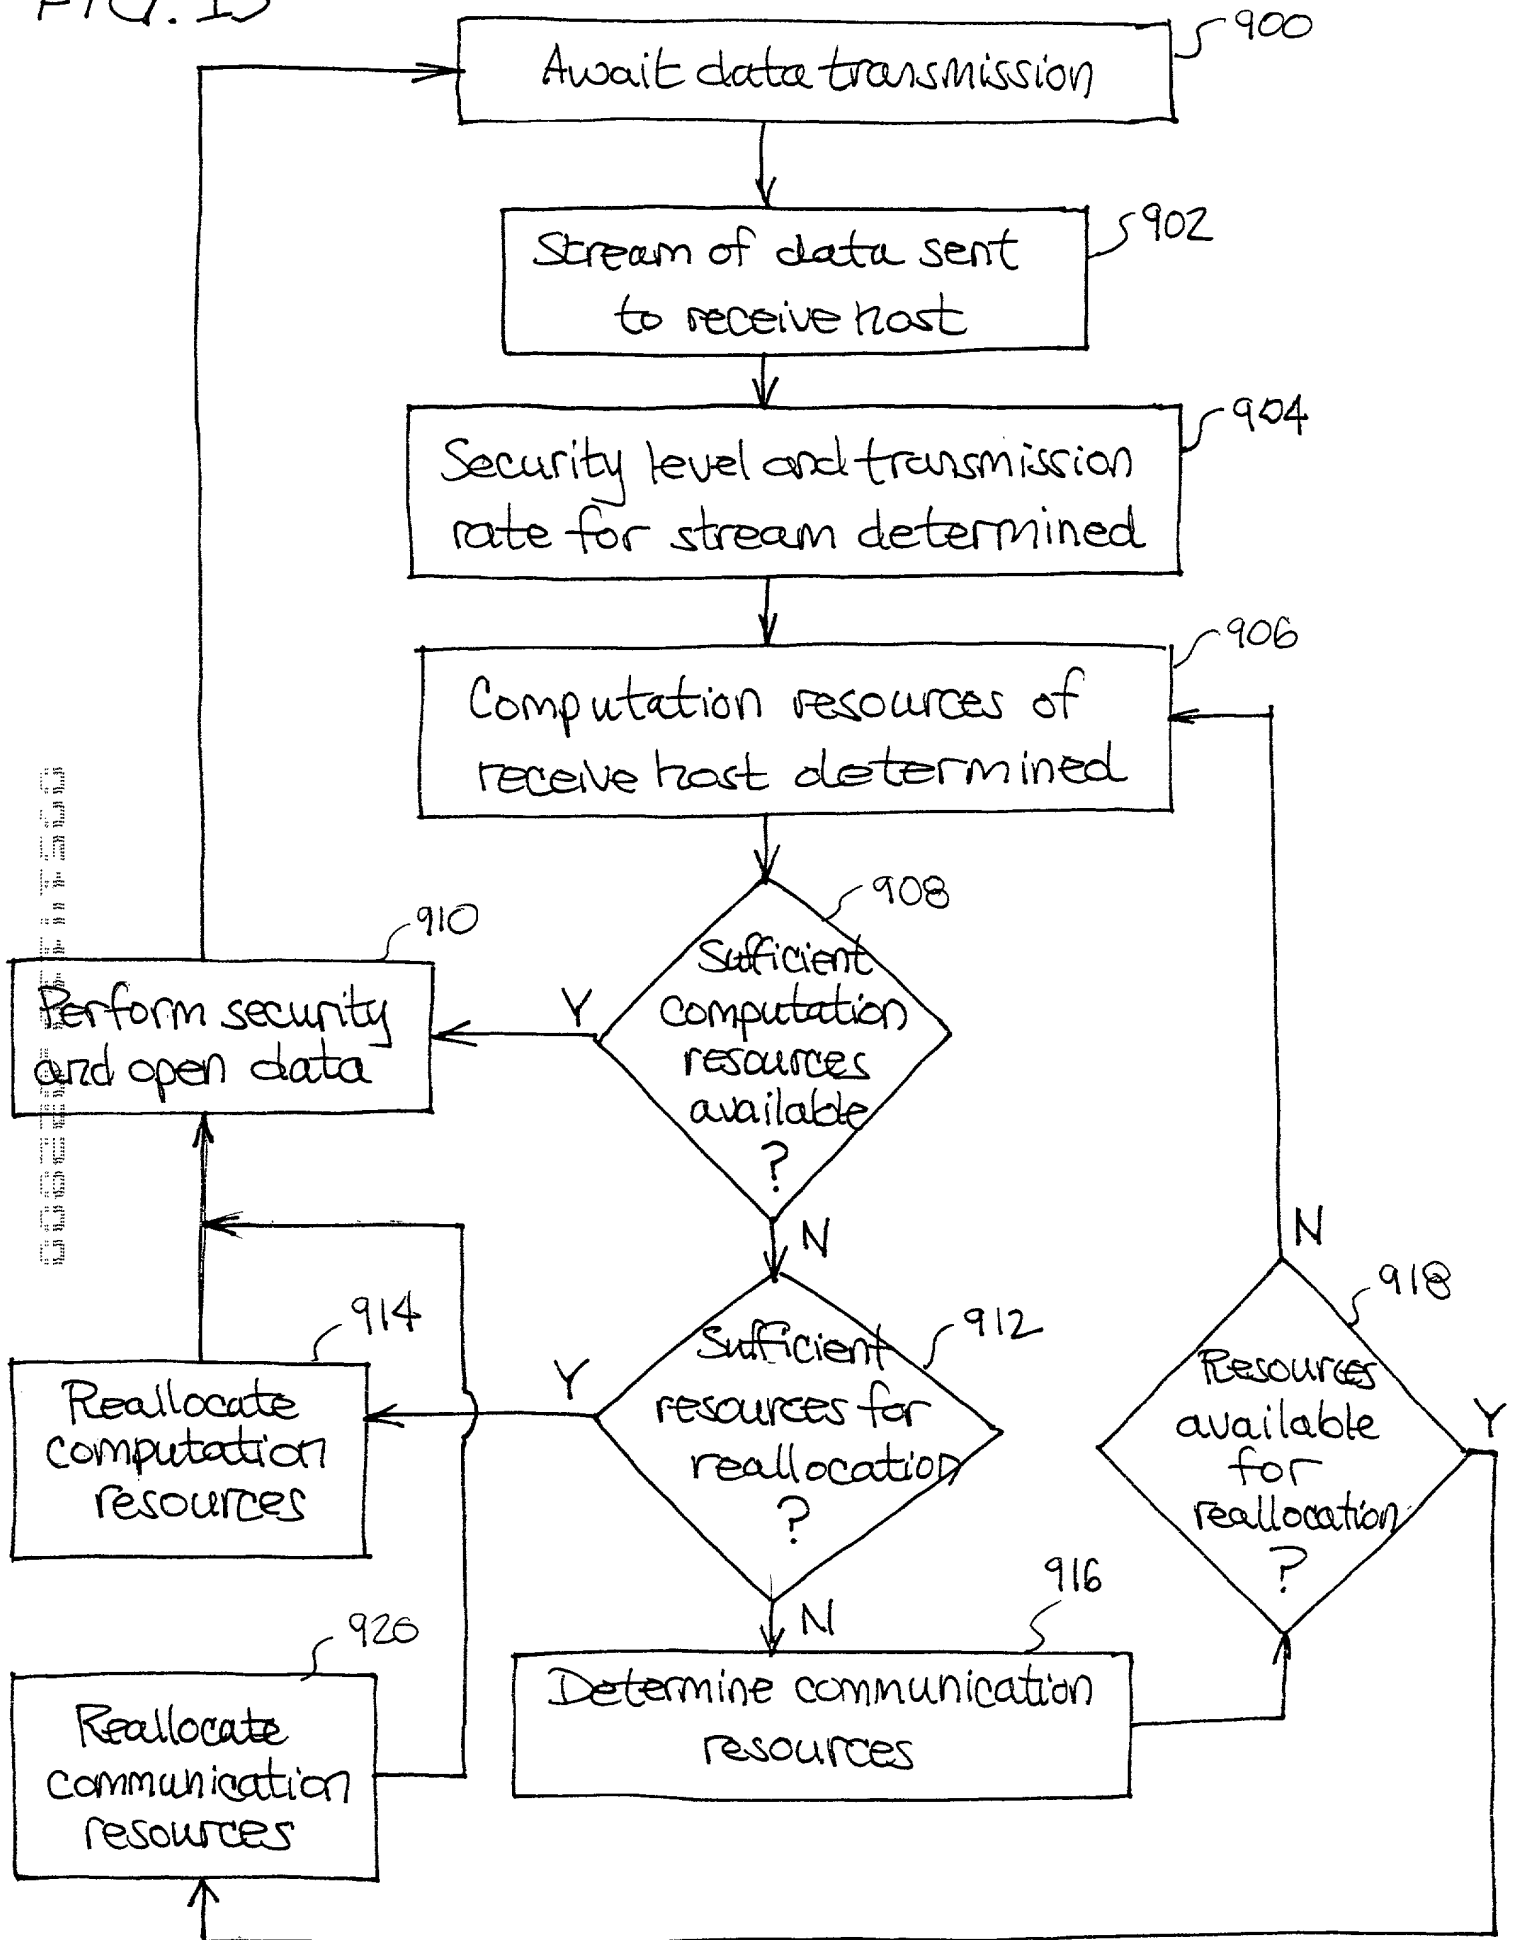 FIG. 13
900
Await data transmission
902
Stream of data sent
to receive host
904
Security level and transmission
rate for stream determined
906
Computation resources of
receive host determined
908
Sufficient
computation
resources
available
?
910
Perform security
and open data
Y
N
912
Sufficient
resources for
reallocation
?
914
Reallocate
computation
resources
Y
N
916
Determine communication
resources
918
Resources
available
for
reallocation
?
N
Y
920
Reallocate
communication
resources